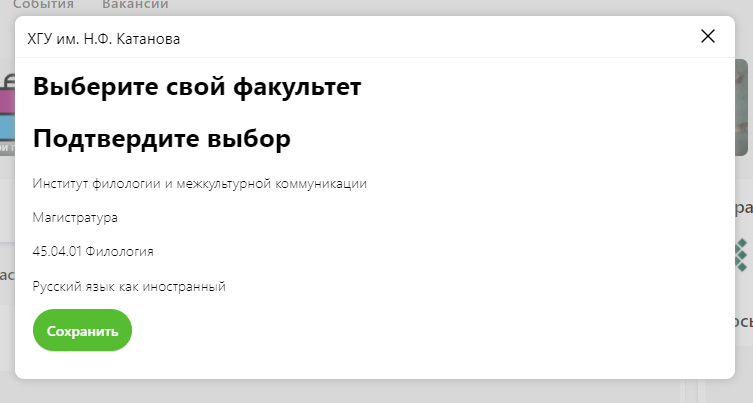 События Вакансии
ХГУ им. Н.Ф. Катанова
Выберите свой факультет
Подтвердите выбор
Институт филологии и межкультурной коммуникации
Магистратура
45.04.01 Филология
Русский язык как иностранный
Сохранить